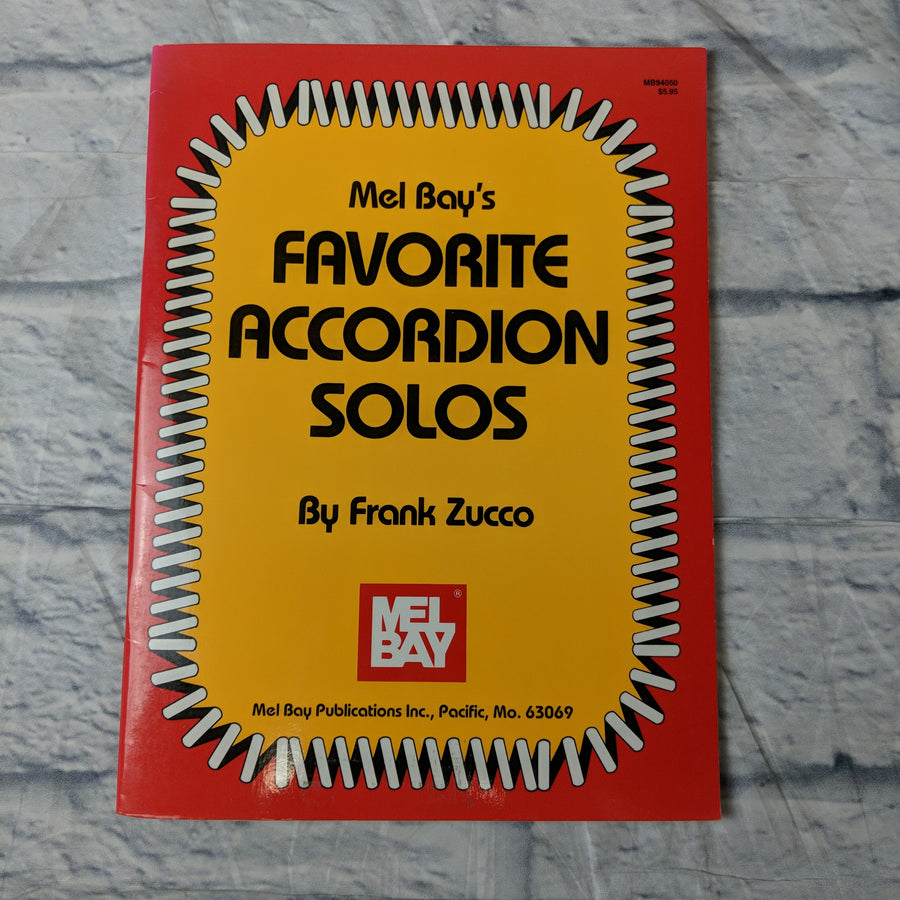 MB94050
$5.95
Mel Bay's
FAVORITE
ACCORDION
SOLOS
By Frank Zucco
MEL
BAY
®
Mel Bay Publications Inc., Pacific, Mo. 63069